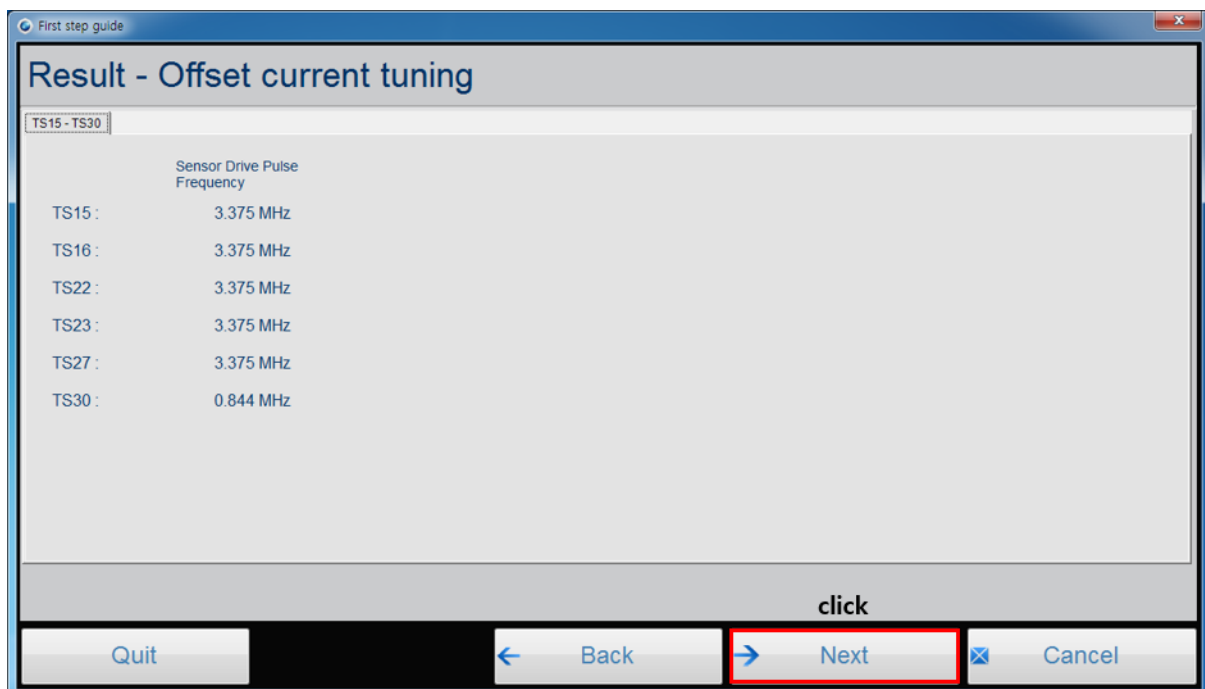 First step guide
x
Result - Offset current tuning
TS15 - TS30
Sensor Drive Pulse
Frequency
TS15 : 3.375 MHz
TS16 : 3.375 MHz
TS22 : 3.375 MHz
TS23 : 3.375 MHz
TS27 : 3.375 MHz
TS30 : 0.844 MHz
click
Quit Back Next Cancel